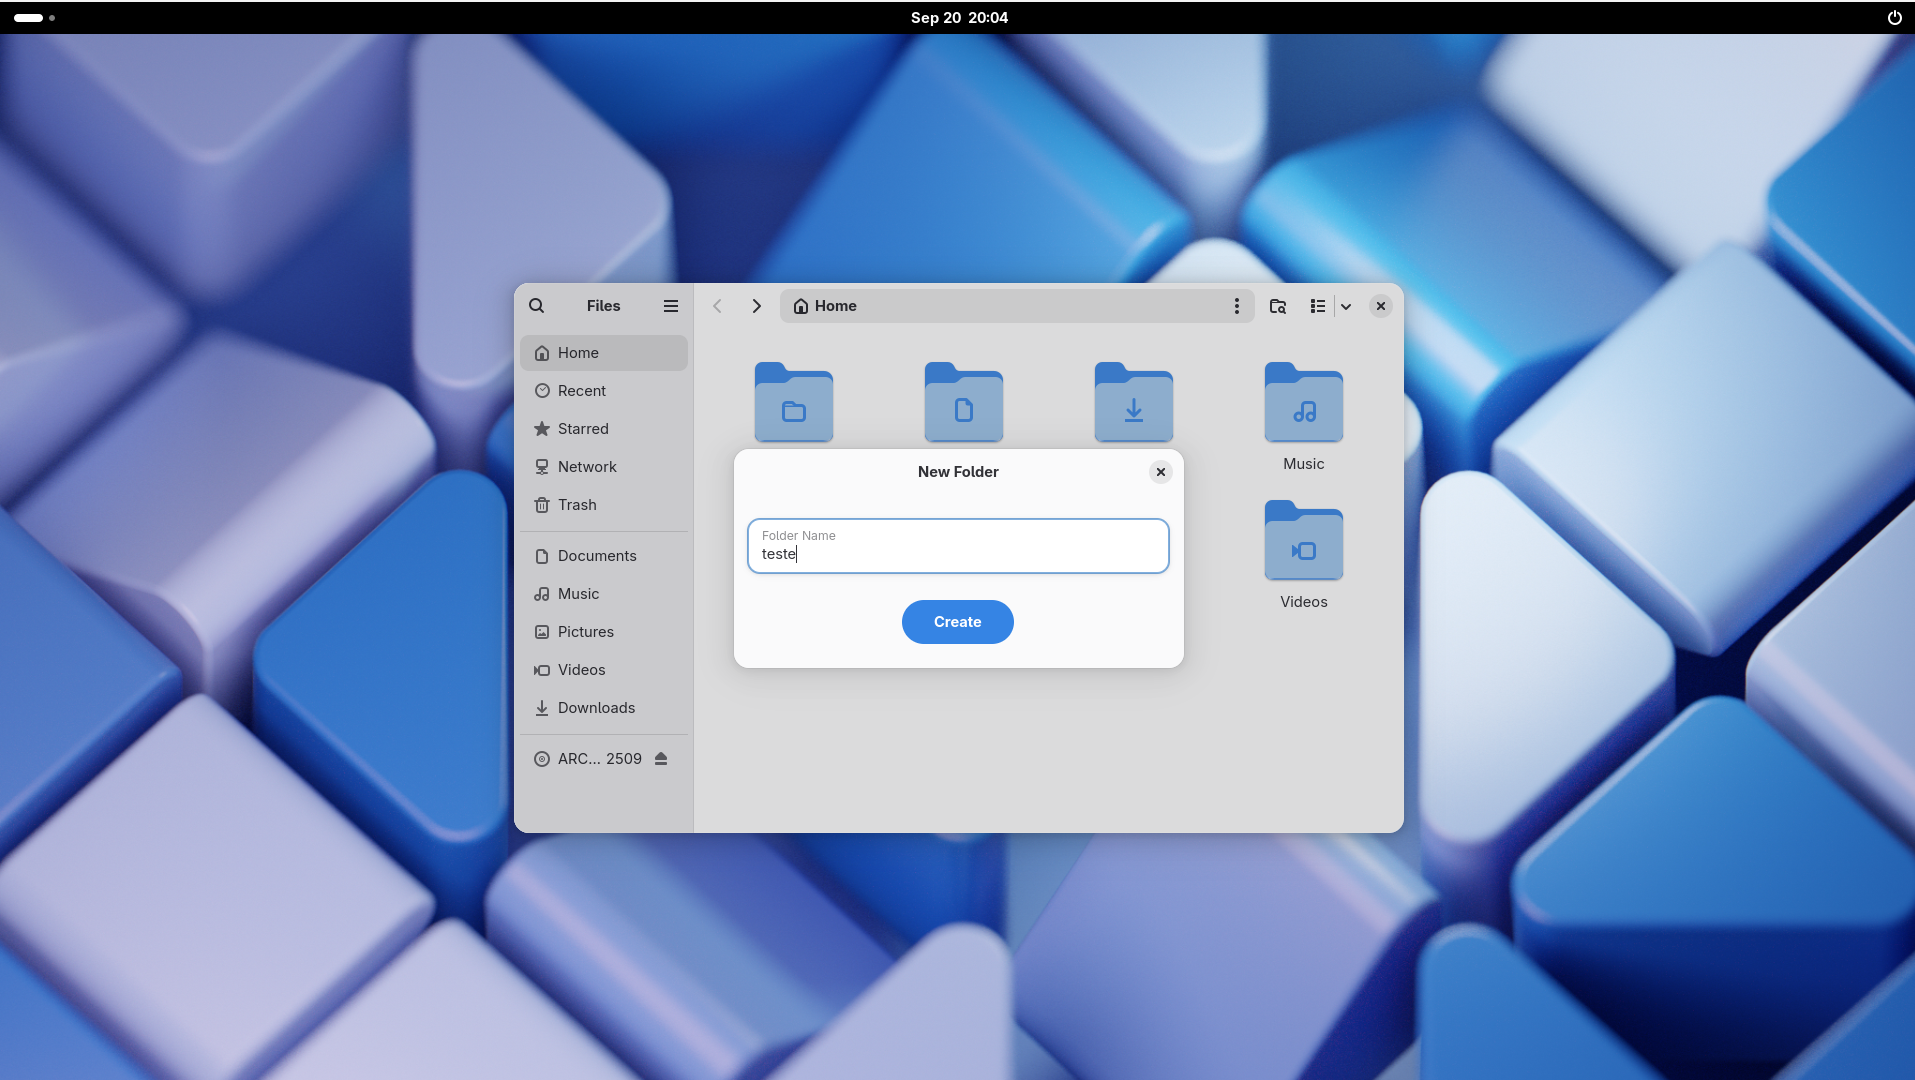 Sep 20 20:04
Files
Home
Home
Recent
Starred
Network
Trash
Documents
Music
Pictures
Videos
Downloads
ARC... 2509
Music
Videos
New Folder
Folder Name
teste
Create